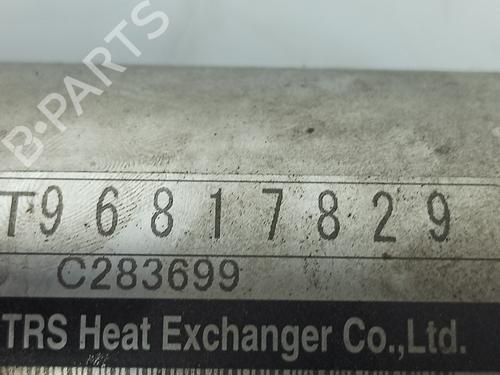 B-PARTS
T96817829
C283699
TRS Heat Exchanger Co.,Ltd.